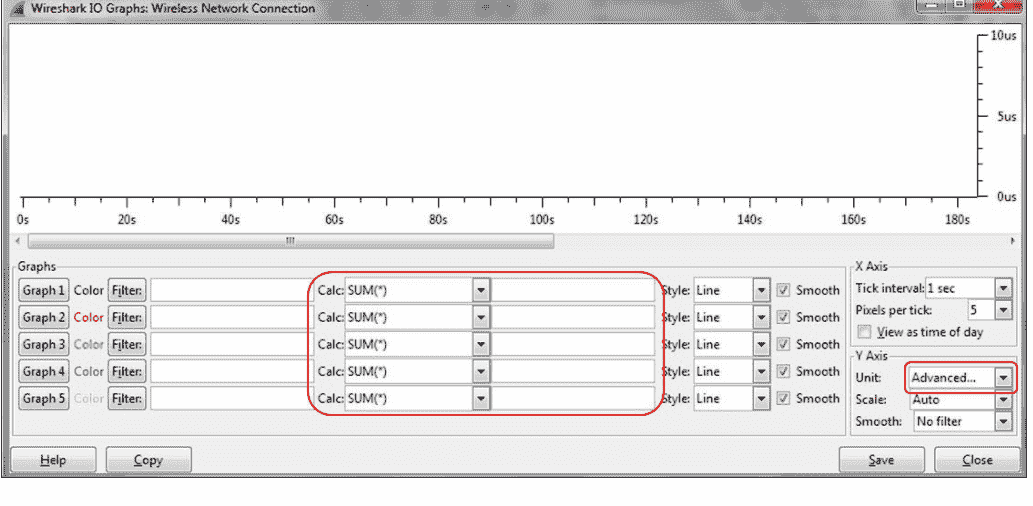 Wireshark IO Graphs: Wireless Network Connection
10us
5us
0us
0s 20s 40s 60s 80s 100s 120s 140s 160s 180s
Graphs
Graph 1 Color Filter: Calc: SUM(*) Style: Line Smooth
Graph 2 Color Filter: Calc: SUM(*) Style: Line Smooth
Graph 3 Color Filter: Calc: SUM(*) Style: Line Smooth
Graph 4 Color Filter: Calc: SUM(*) Style: Line Smooth
Graph 5 Color Filter: Calc: SUM(*) Style: Line Smooth
X Axis
Tick interval: 1 sec
Pixels per tick: 5
View as time of day
Y Axis
Unit: Advanced...
Scale: Auto
Smooth: No filter
Help Copy Save Close